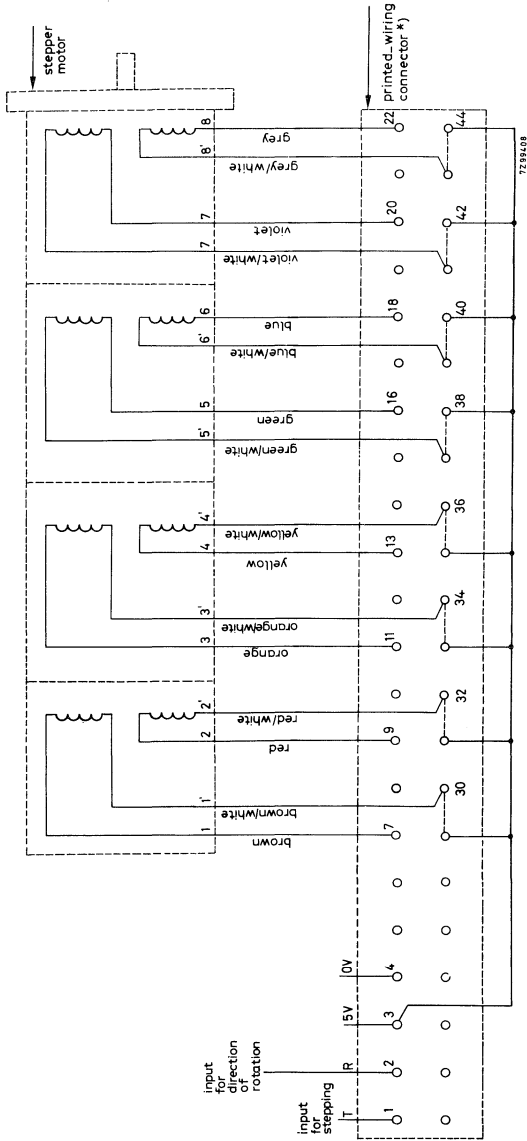 stepper
motor
8
8'
7
7
6
6'
5
5'
4'
4
3'
3
2'
2
1'
1
grey
grey/white
violet
violet/white
blue
blue/white
green
green/white
yellow/white
yellow
orange/white
orange
red/white
red
brown/white
brown
printed_wiring
connector *)
22
20
18
16
13
11
9
7
4
3
2
1
44
42
40
38
36
34
32
30
0V
5V
R
T
input
for
direction
of
rotation
input
for
stepping
7Z99408